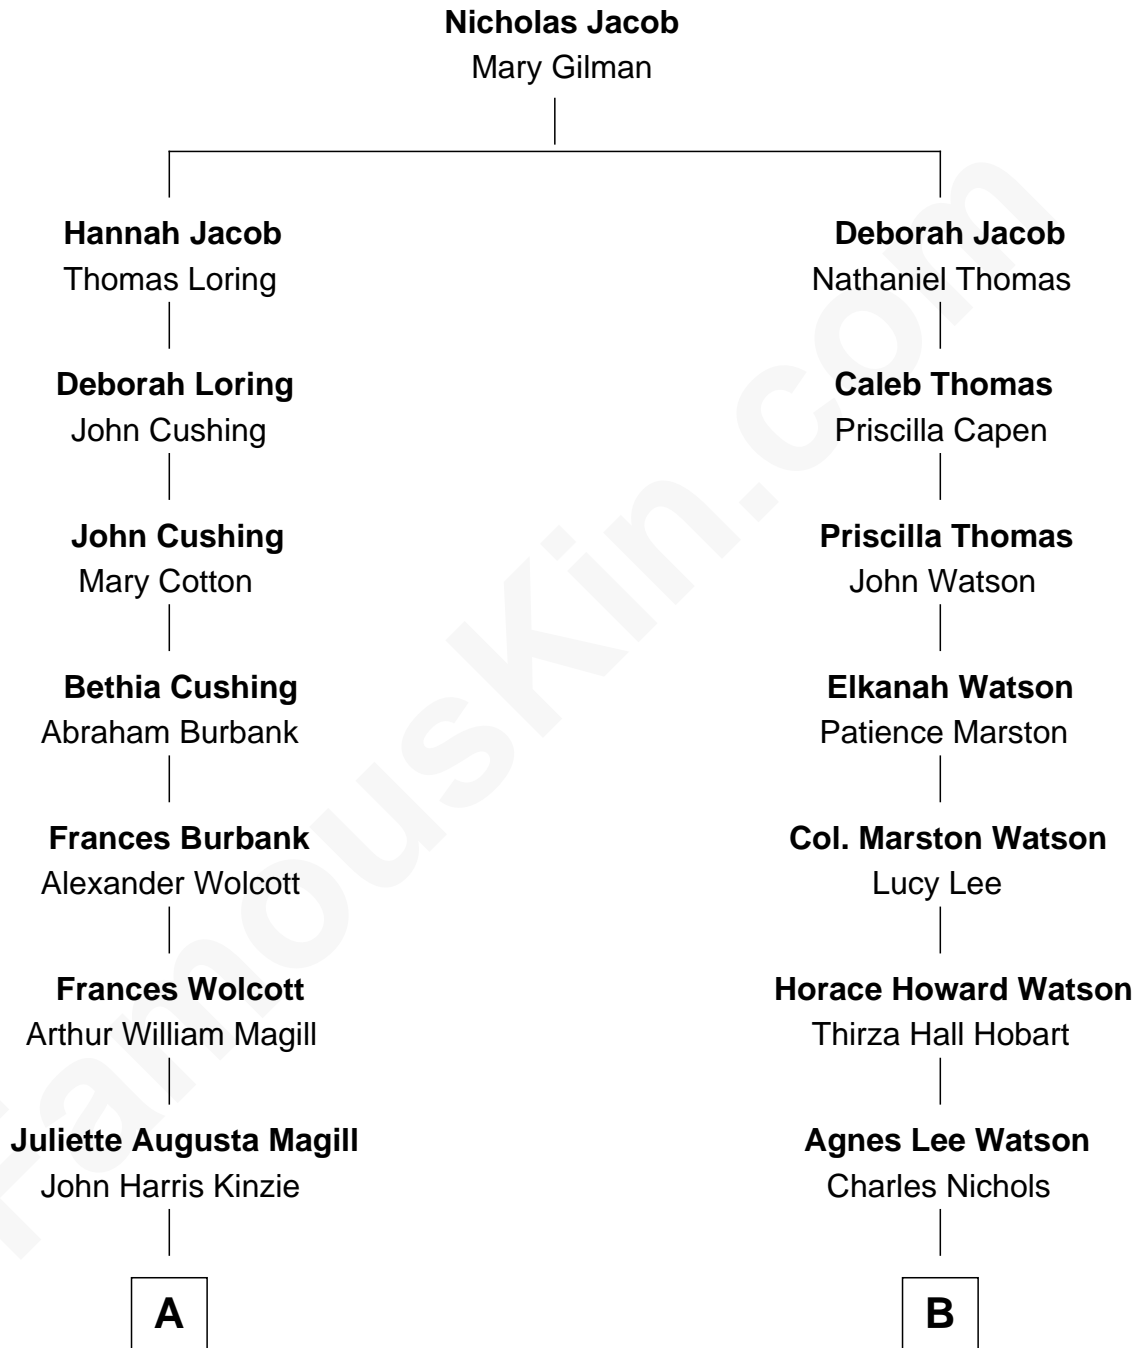 Nicholas Jacob
Mary Gilman
Hannah Jacob
Thomas Loring
Deborah Jacob
Nathaniel Thomas
Deborah Loring
John Cushing
Caleb Thomas
Priscilla Capen
John Cushing
Mary Cotton
Priscilla Thomas
John Watson
Bethia Cushing
Abraham Burbank
Elkanah Watson
Patience Marston
Frances Burbank
Alexander Wolcott
Col. Marston Watson
Lucy Lee
Frances Wolcott
Arthur William Magill
Horace Howard Watson
Thirza Hall Hobart
Juliette Augusta Magill
John Harris Kinzie
Agnes Lee Watson
Charles Nichols
A
B
FamousKin.com